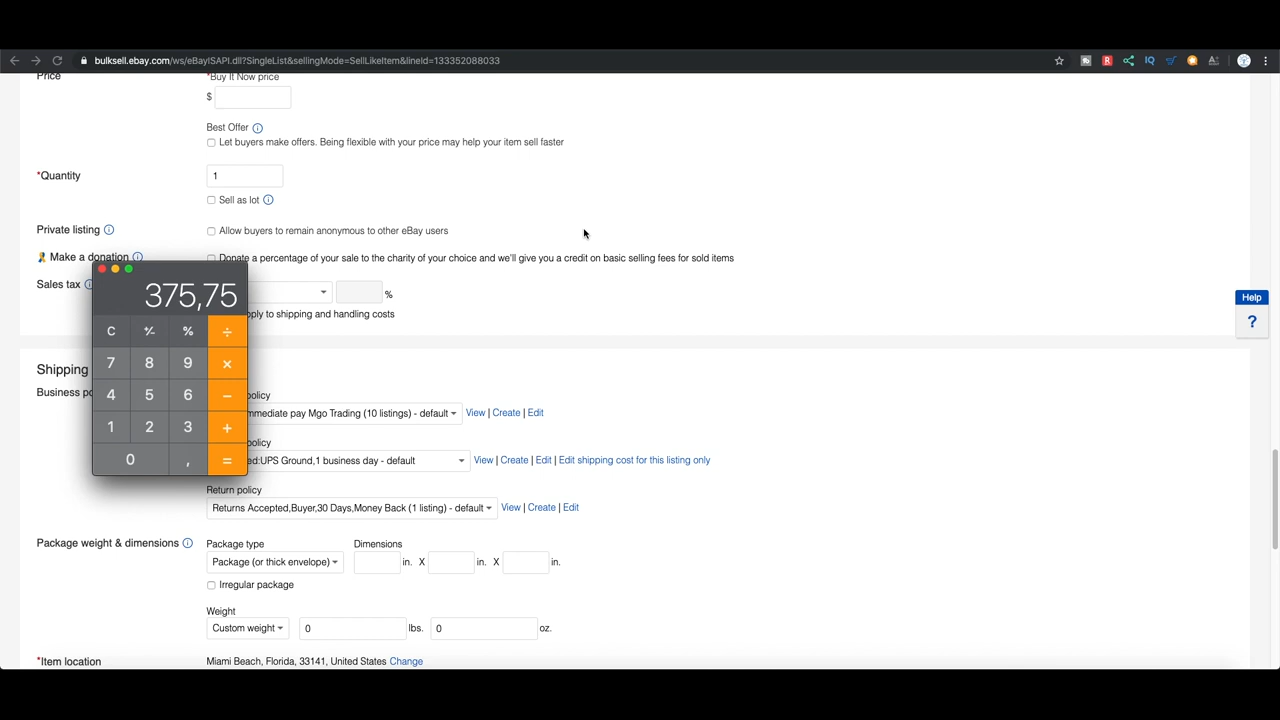 bulksell.ebay.com/ws/eBayISAPI.dll?SingleList&sellingMode=SellLikeItem&lineId=133352088033
Price
*Buy It Now price
$
Best Offer
Let buyers make offers. Being flexible with your price may help your item sell faster
*Quantity
1
Sell as lot
Private listing
Allow buyers to remain anonymous to other eBay users
Make a donation
Donate a percentage of your sale to the charity of your choice and we'll give you a credit on basic selling fees for sold items
Sales tax
%
ply to shipping and handling costs
Help
?
375,75
C +⁄- % ÷
7 8 9 ×
4 5 6 −
1 2 3 +
0 , =
Shipping
Business po
policy
mmediate pay Mgo Trading (10 listings) - default
View | Create | Edit
policy
ed:UPS Ground,1 business day - default
View | Create | Edit | Edit shipping cost for this listing only
Return policy
Returns Accepted,Buyer,30 Days,Money Back (1 listing) - default
View | Create | Edit
Package weight & dimensions
Package type
Dimensions
Package (or thick envelope)
in. X in. X in.
Irregular package
Weight
Custom weight
0 lbs. 0 oz.
*Item location
Miami Beach, Florida, 33141, United States Change